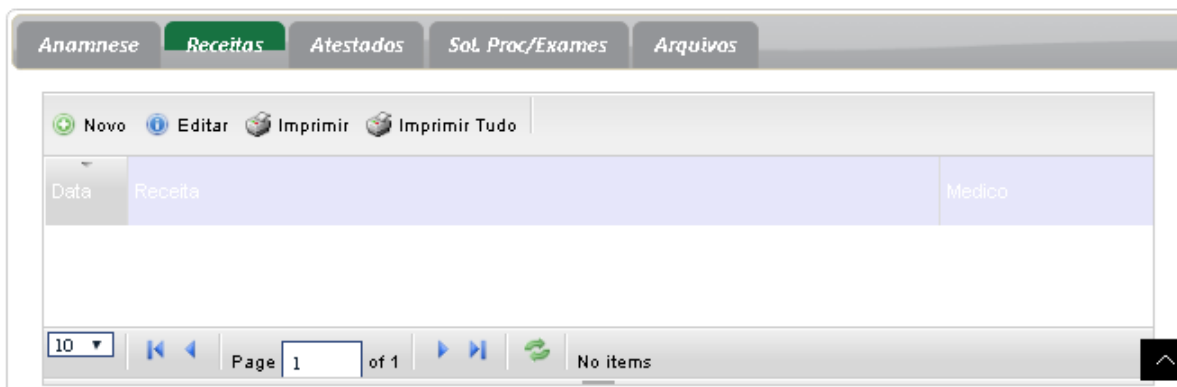 Anamnese Receitas Atestados Sol. Proc/Exames Arquivos
Novo Editar Imprimir Imprimir Tudo
Data Receita Medico
10 Page 1 of 1 No items